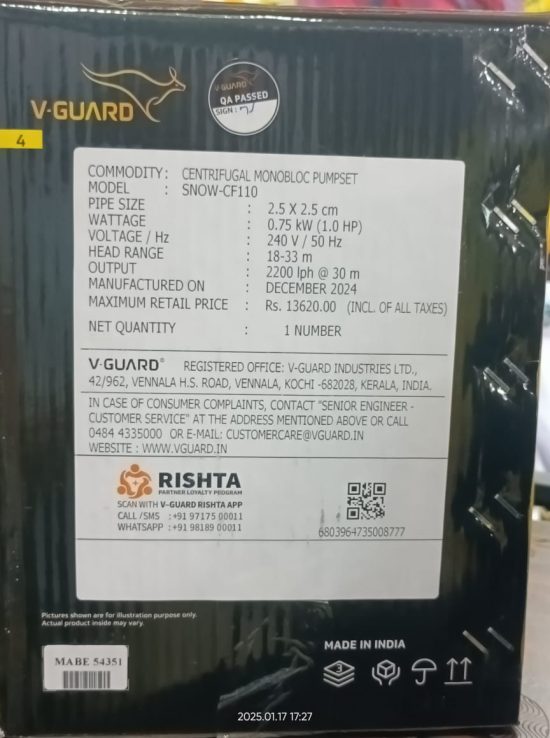 V-GUARD
V-GUARD
QA PASSED
SIGN :
4
COMMODITY : CENTRIFUGAL MONOBLOC PUMPSET
MODEL : SNOW-CF110
PIPE SIZE : 2.5 X 2.5 cm
WATTAGE : 0.75 kW (1.0 HP)
VOLTAGE / Hz : 240 V / 50 Hz
HEAD RANGE : 18-33 m
OUTPUT : 2200 lph @ 30 m
MANUFACTURED ON : DECEMBER 2024
MAXIMUM RETAIL PRICE : Rs. 13620.00 (INCL. OF ALL TAXES)
NET QUANTITY : 1 NUMBER
V-GUARD® REGISTERED OFFICE: V-GUARD INDUSTRIES LTD.,
42/962, VENNALA H.S. ROAD, VENNALA, KOCHI -682028, KERALA, INDIA.
IN CASE OF CONSUMER COMPLAINTS, CONTACT "SENIOR ENGINEER -
CUSTOMER SERVICE" AT THE ADDRESS MENTIONED ABOVE OR CALL
0484 4335000 OR E-MAIL: CUSTOMERCARE@VGUARD.IN
WEBSITE : WWW.VGUARD.IN
RISHTA
PARTNER LOYALTY PROGRAM
SCAN WITH V-GUARD RISHTA APP
CALL /SMS : +91 97175 00011
WHATSAPP : +91 98189 00011
6803964735008777
Pictures shown are for illustration purpose only.
Actual product inside may vary.
MABE 54351
MADE IN INDIA
3
2025.01.17 17:27